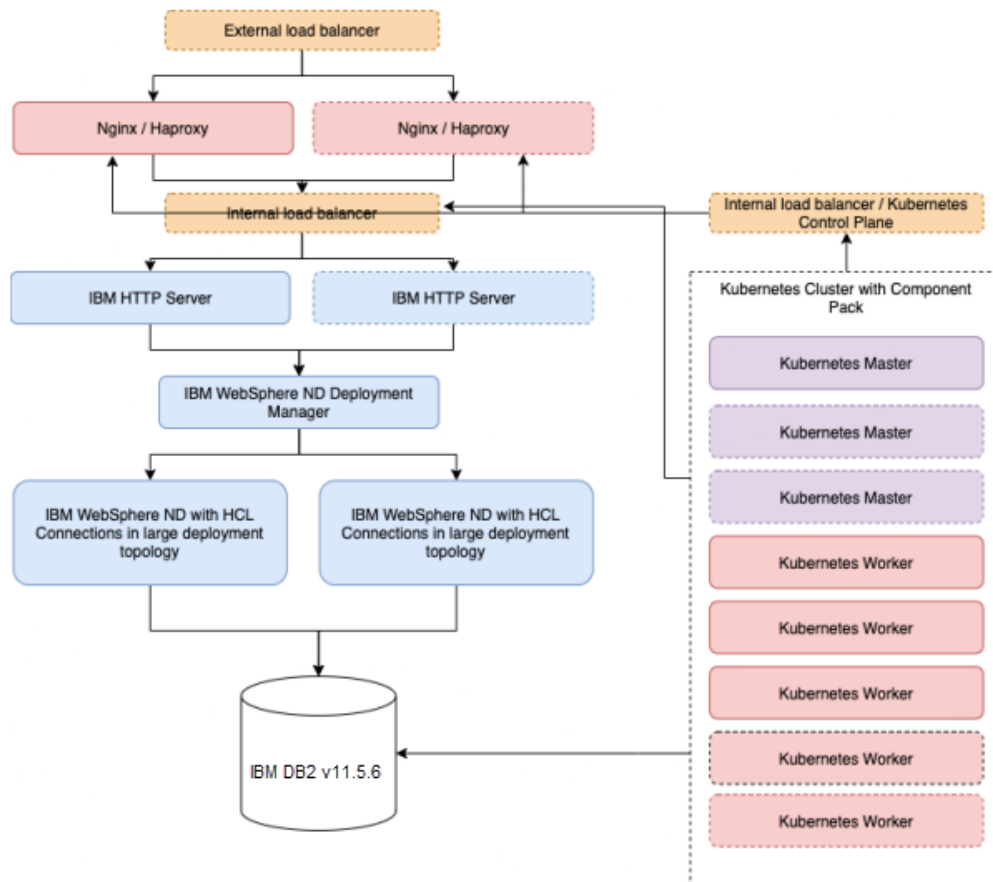 External load balancer
Nginx / Haproxy
Nginx / Haproxy
Internal load balancer
Internal load balancer / Kubernetes
Control Plane
IBM HTTP Server
IBM HTTP Server
IBM WebSphere ND Deployment
Manager
IBM WebSphere ND with HCL
Connections in large deployment
topology
IBM WebSphere ND with HCL
Connections in large deployment
topology
IBM DB2 v11.5.6
Kubernetes Cluster with Component
Pack
Kubernetes Master
Kubernetes Master
Kubernetes Master
Kubernetes Worker
Kubernetes Worker
Kubernetes Worker
Kubernetes Worker
Kubernetes Worker